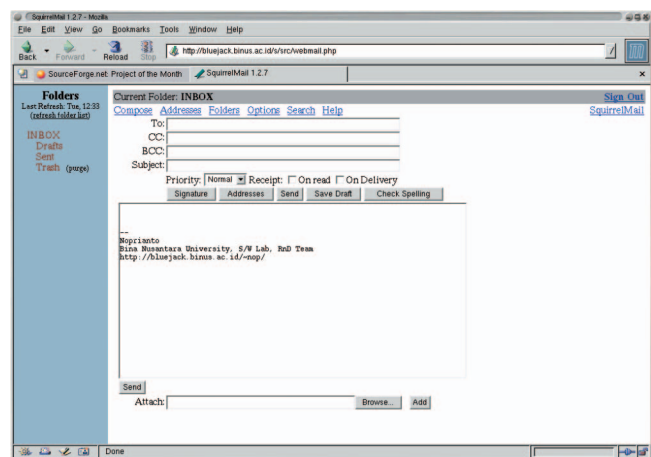 SquirrelMail 1.2.7 - Mozilla
File Edit View Go Bookmarks Tools Window Help
Back Forward Reload Stop http://bluejack.binus.ac.id/s/src/webmail.php
SourceForge.net: Project of the Month SquirrelMail 1.2.7
Folders
Last Refresh: Tue, 12:33
(refresh folder list)
INBOX
Drafts
Sent
Trash (purge)
Current Folder: INBOX Sign Out
Compose Addresses Folders Options Search Help SquirrelMail
To:
CC:
BCC:
Subject:
Priority: Normal Receipt: On read On Delivery
Signature Addresses Send Save Draft Check Spelling
--
Noprianto
Bina Nusantara University, S/W Lab, RnD Team
http://bluejack.binus.ac.id/~nop/
Send
Attach: Browse... Add
Done